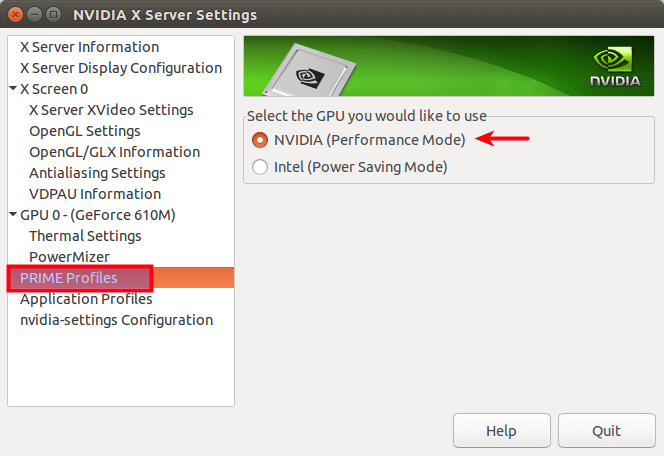 NVIDIA X Server Settings
X Server Information
X Server Display Configuration
X Screen 0
X Server XVideo Settings
OpenGL Settings
OpenGL/GLX Information
Antialiasing Settings
VDPAU Information
GPU 0 - (GeForce 610M)
Thermal Settings
PowerMizer
PRIME Profiles
Application Profiles
nvidia-settings Configuration
NVIDIA
Select the GPU you would like to use
NVIDIA (Performance Mode)
Intel (Power Saving Mode)
Help Quit